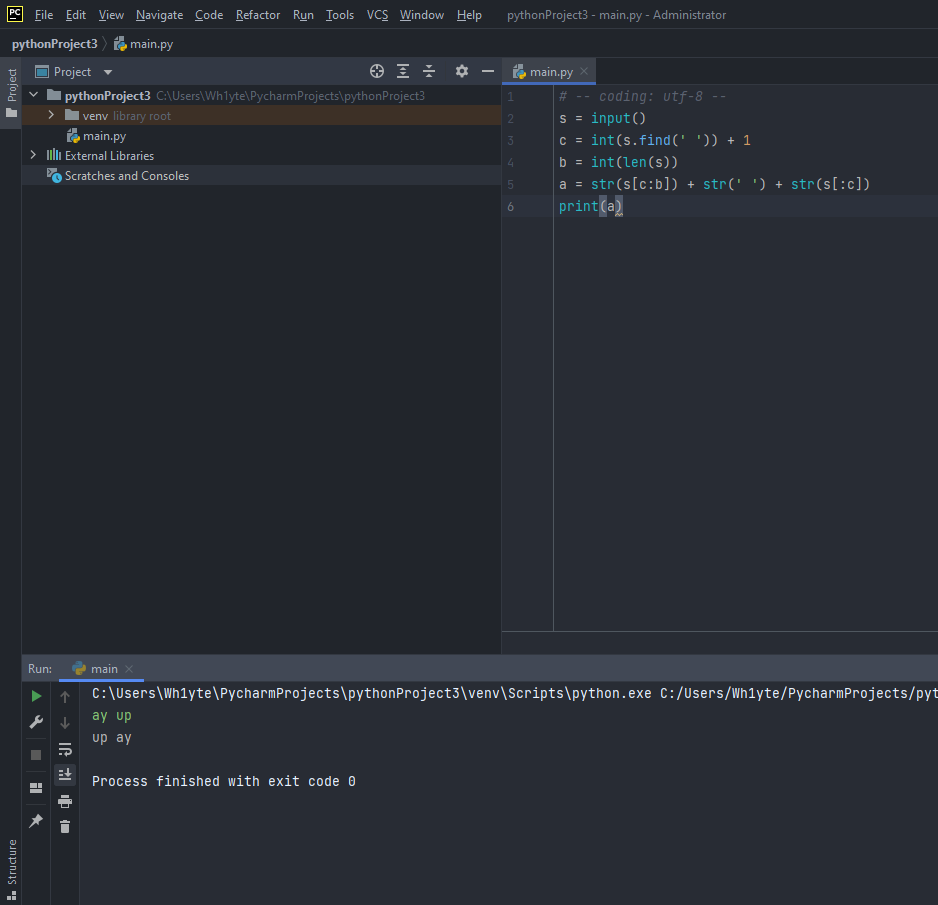 PC File Edit View Navigate Code Refactor Run Tools VCS Window Help pythonProject3 - main.py - Administrator
pythonProject3 main.py
Project
Project
main.py
pythonProject3 C:\Users\Wh1yte\PycharmProjects\pythonProject3
venv library root
main.py
External Libraries
Scratches and Consoles
1 # -- coding: utf-8 --
2 s = input()
3 c = int(s.find(' ')) + 1
4 b = int(len(s))
5 a = str(s[c:b]) + str(' ') + str(s[:c])
6 print(a)
Run: main
C:\Users\Wh1yte\PycharmProjects\pythonProject3\venv\Scripts\python.exe C:/Users/Wh1yte/PycharmProjects/pyt
ay up
up ay
Process finished with exit code 0
Structure